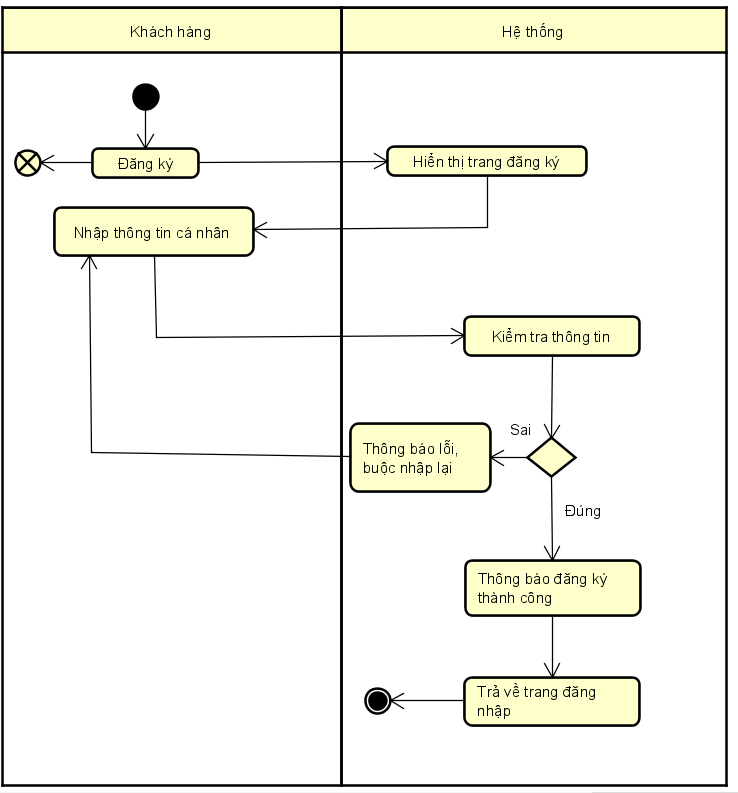 Khách hàng
Hệ thống
Đăng ký
Hiển thị trang đăng ký
Nhập thông tin cá nhân
Kiểm tra thông tin
Sai
Thông báo lỗi,
buộc nhập lại
Đúng
Thông báo đăng ký
thành công
Trả về trang đăng
nhập